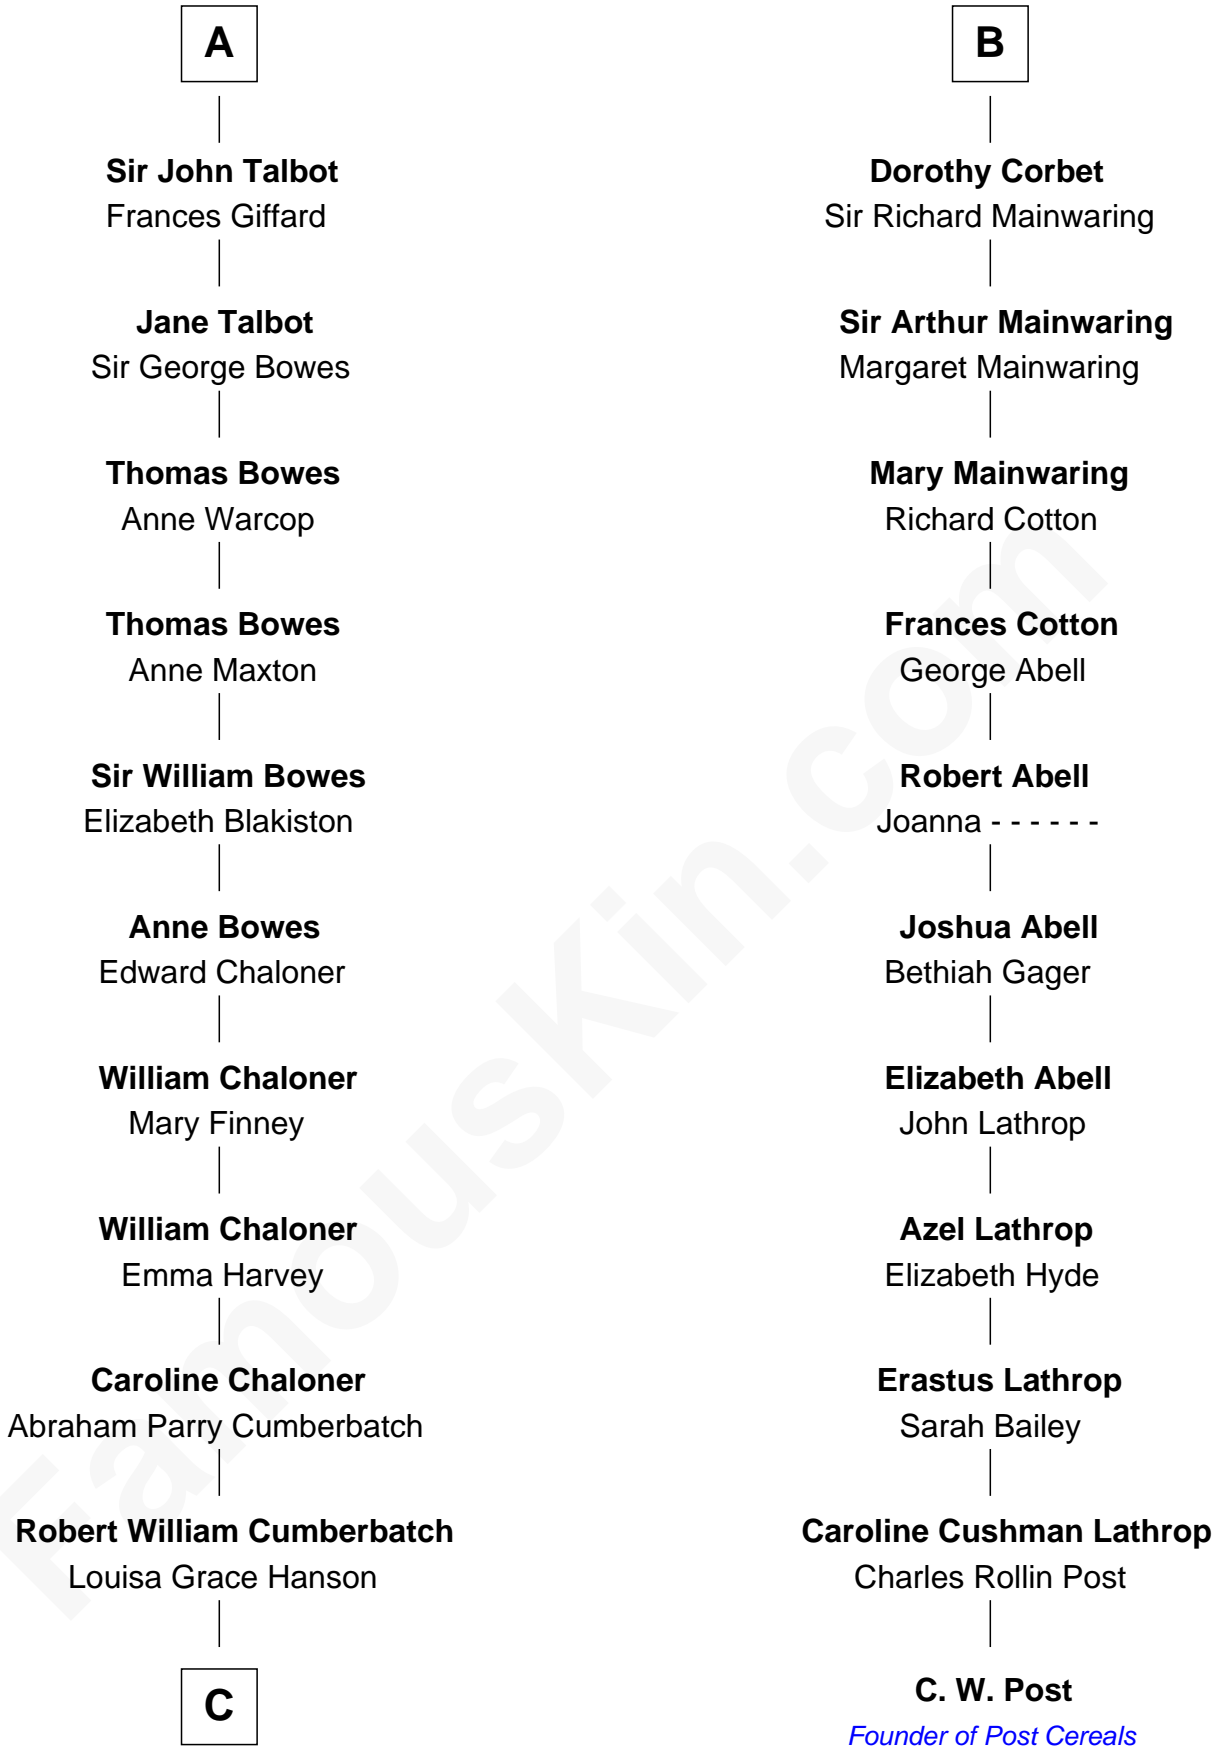 A
Sir John Talbot
Frances Giffard
Jane Talbot
Sir George Bowes
Thomas Bowes
Anne Warcop
Thomas Bowes
Anne Maxton
Sir William Bowes
Elizabeth Blakiston
Anne Bowes
Edward Chaloner
William Chaloner
Mary Finney
William Chaloner
Emma Harvey
Caroline Chaloner
Abraham Parry Cumberbatch
Robert William Cumberbatch
Louisa Grace Hanson
C
B
Dorothy Corbet
Sir Richard Mainwaring
Sir Arthur Mainwaring
Margaret Mainwaring
Mary Mainwaring
Richard Cotton
Frances Cotton
George Abell
Robert Abell
Joanna - - - - - -
Joshua Abell
Bethiah Gager
Elizabeth Abell
John Lathrop
Azel Lathrop
Elizabeth Hyde
Erastus Lathrop
Sarah Bailey
Caroline Cushman Lathrop
Charles Rollin Post
C. W. Post
Founder of Post Cereals
FamousKin.com